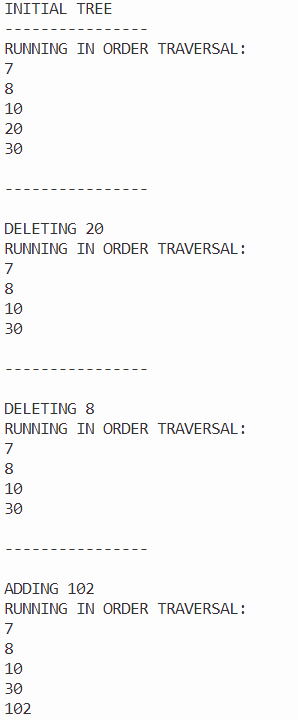 INITIAL TREE
----------------
RUNNING IN ORDER TRAVERSAL:
7
8
10
20
30
----------------
DELETING 20
RUNNING IN ORDER TRAVERSAL:
7
8
10
30
----------------
DELETING 8
RUNNING IN ORDER TRAVERSAL:
7
8
10
30
----------------
ADDING 102
RUNNING IN ORDER TRAVERSAL:
7
8
10
30
102